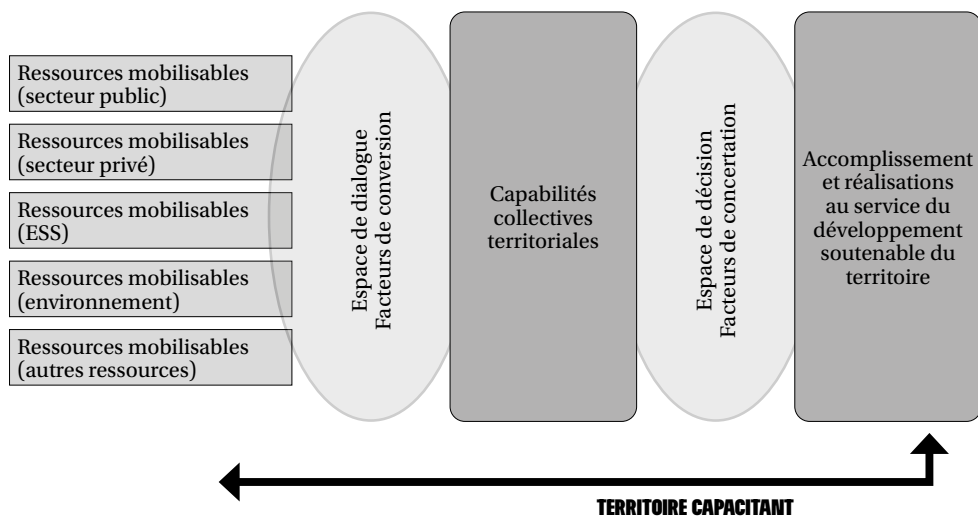 Ressources mobilisables
(secteur public)
Ressources mobilisables
(secteur privé)
Ressources mobilisables
(ESS)
Ressources mobilisables
(environnement)
Ressources mobilisables
(autres ressources)
Espace de dialogue
Facteurs de conversion
Capabilités
collectives
territoriales
Espace de décision
Facteurs de concertation
Accomplissement
et réalisations
au service du
développement
soutenable du
territoire
TERRITOIRE CAPACITANT